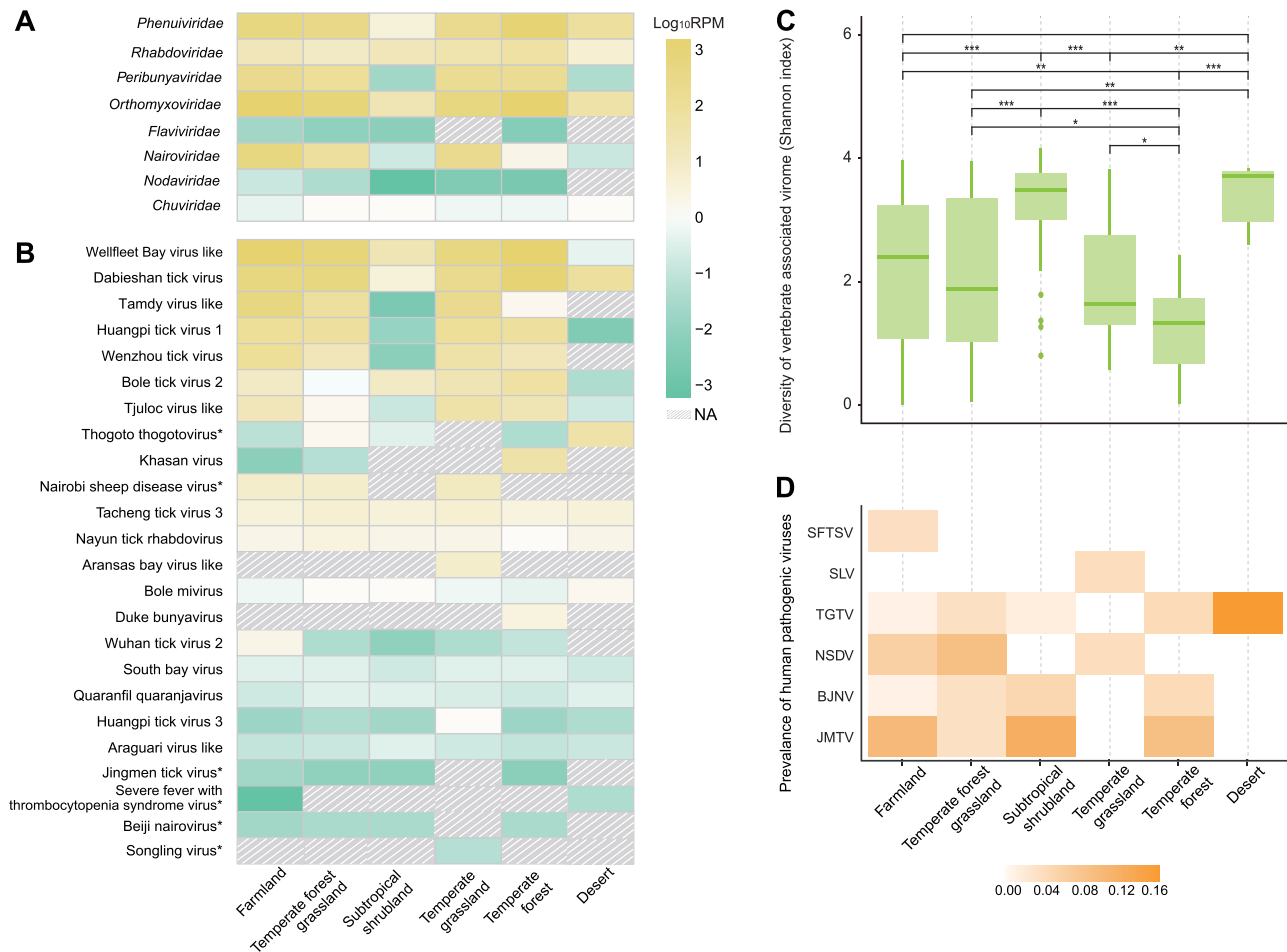 A
Phenuiviridae
Rhabdoviridae
Peribunyaviridae
Orthomyxoviridae
Flaviviridae
Nairoviridae
Nodaviridae
Chuviridae
Log₁₀RPM
3
2
1
0
−1
−2
−3
NA
B
Wellfleet Bay virus like
Dabieshan tick virus
Tamdy virus like
Huangpi tick virus 1
Wenzhou tick virus
Bole tick virus 2
Tjuloc virus like
Thogoto thogotovirus*
Khasan virus
Nairobi sheep disease virus*
Tacheng tick virus 3
Nayun tick rhabdovirus
Aransas bay virus like
Bole mivirus
Duke bunyavirus
Wuhan tick virus 2
South bay virus
Quaranfil quaranjavirus
Huangpi tick virus 3
Araguari virus like
Jingmen tick virus*
Severe fever with
thrombocytopenia syndrome virus*
Beiji nairovirus*
Songling virus*
Farmland
Temperate forest
grassland
Subtropical
shrubland
Temperate
grassland
Temperate
forest
Desert
C
Diversity of vertebrate associated virome (Shannon index)
6
4
2
0
*** *** **
** ***
**
*** ***
*
*
D
Prevalance of human pathogenic viruses
SFTSV
SLV
TGTV
NSDV
BJNV
JMTV
Farmland
Temperate forest
grassland
Subtropical
shrubland
Temperate
grassland
Temperate
forest
Desert
0.00 0.04 0.08 0.12 0.16